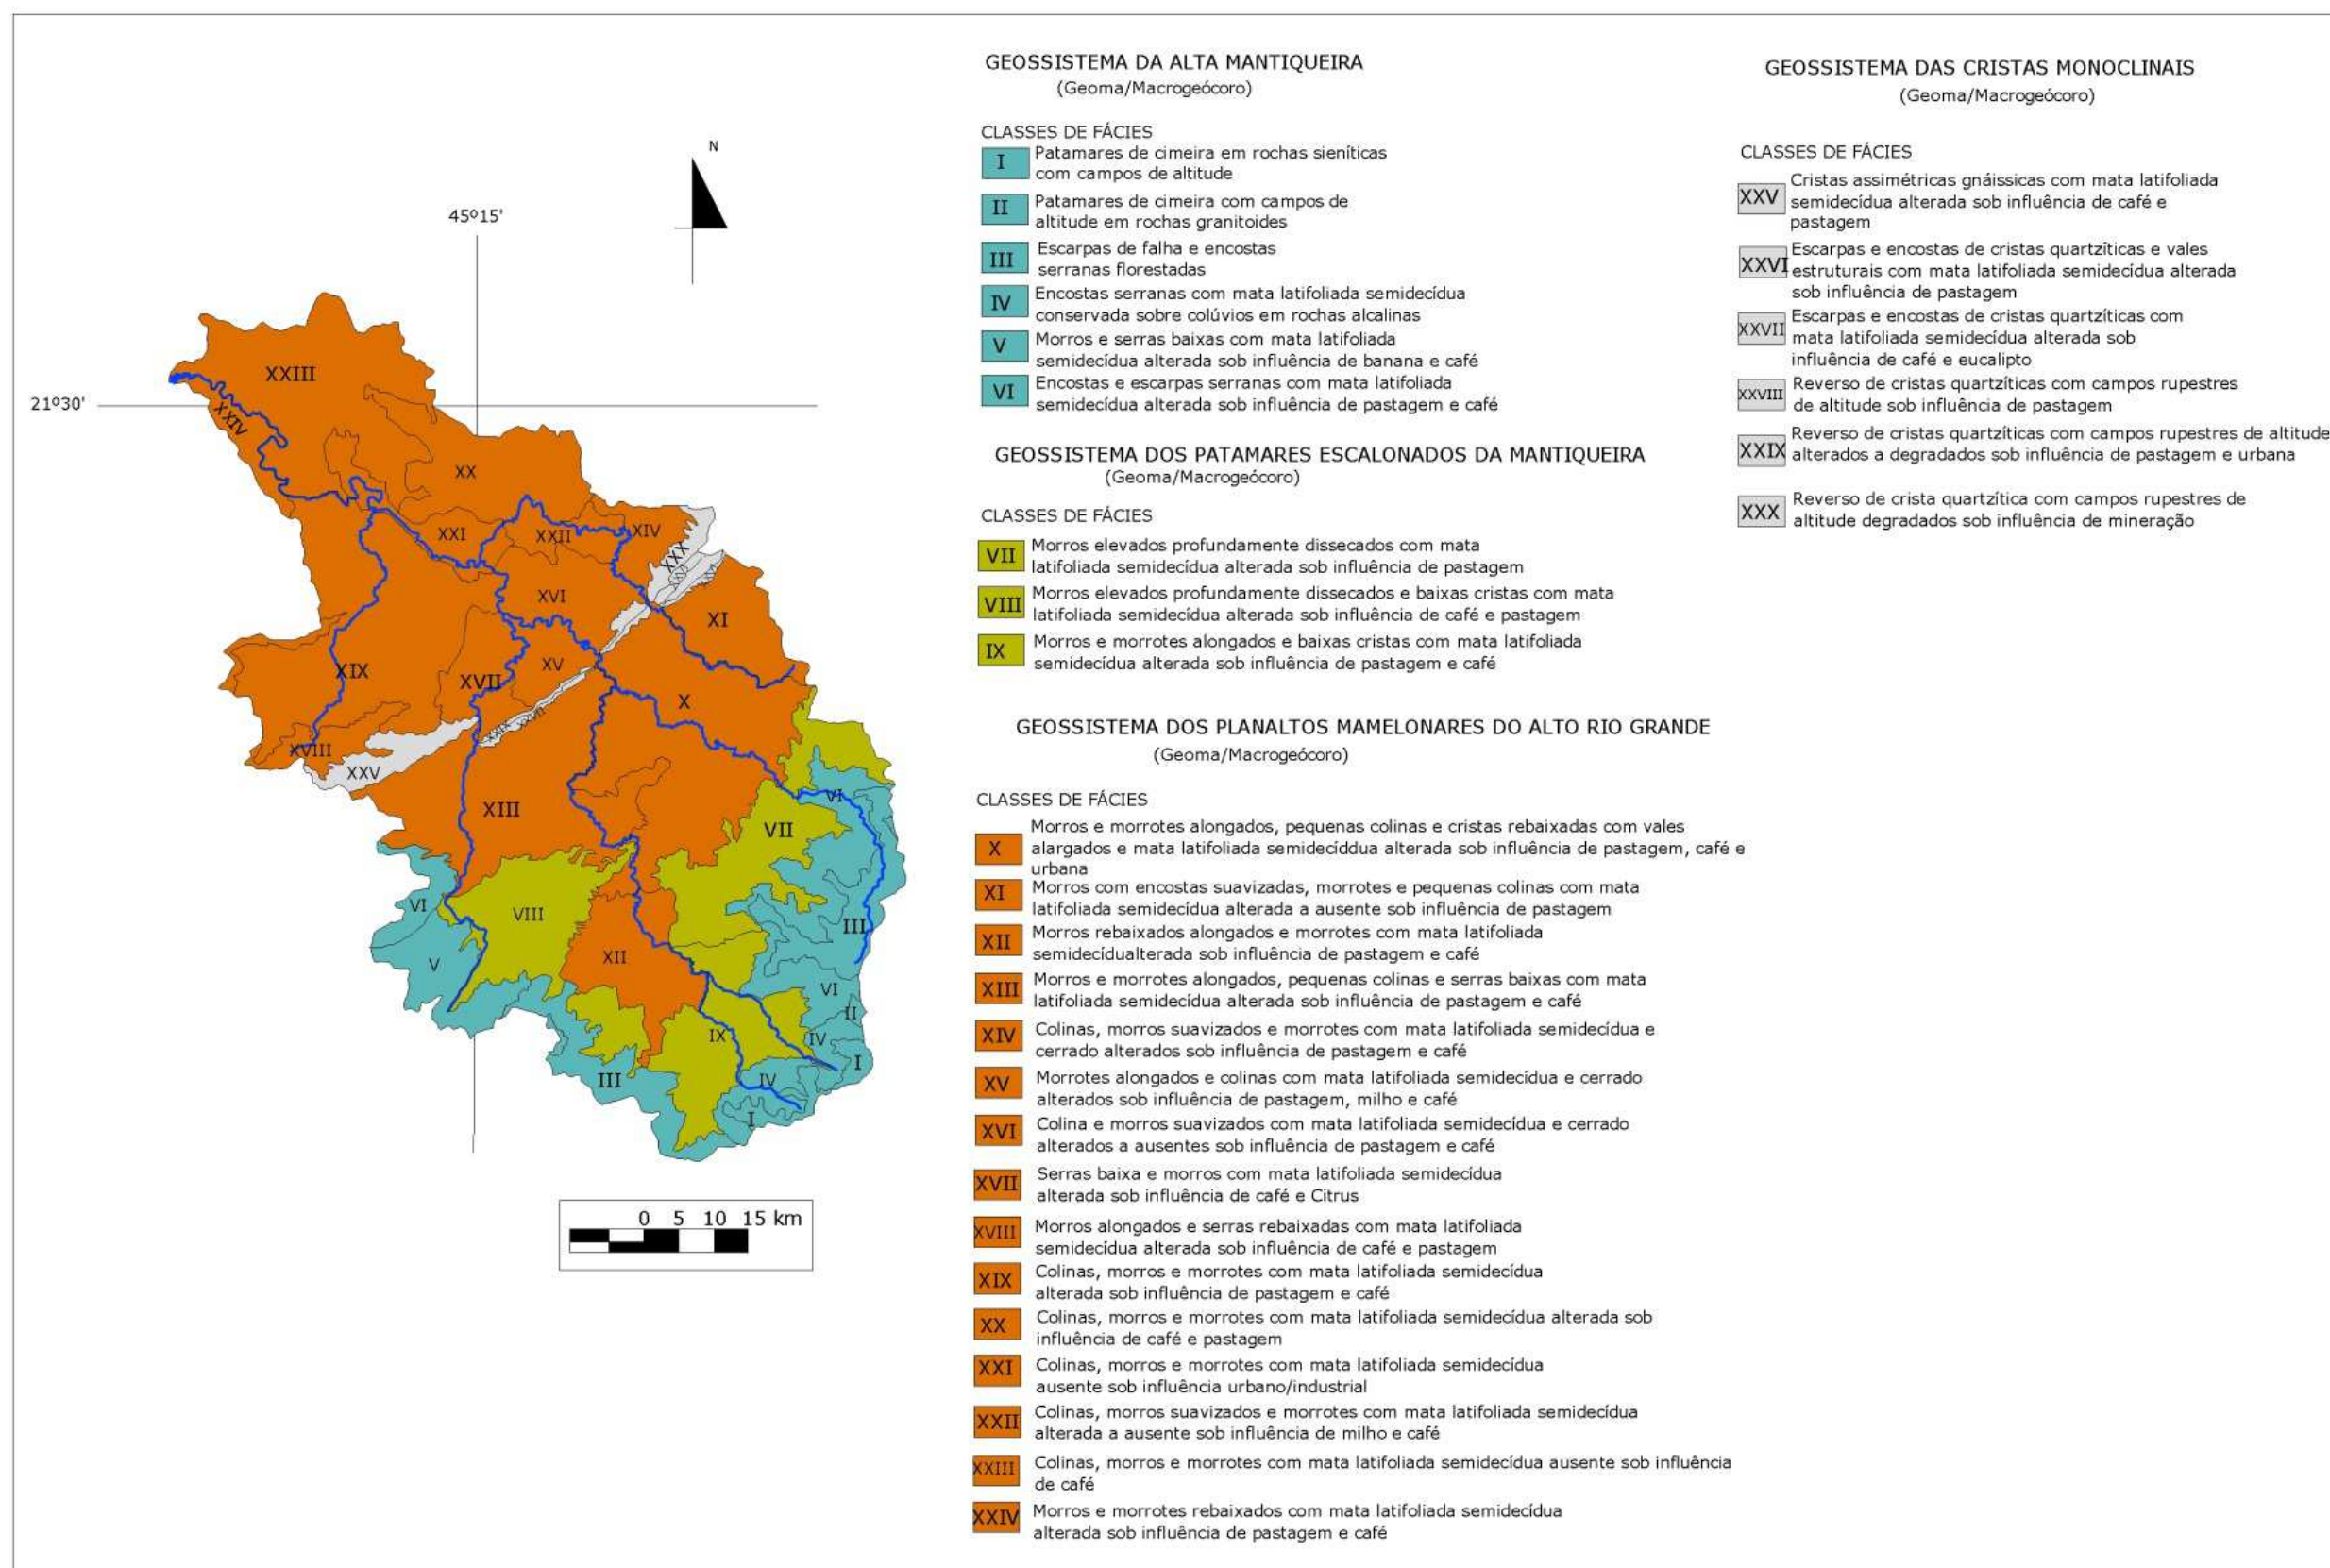 45º15'
N
21º30'
XXIII
XXIV
XX
XXI
XXII
XIV
XXX
XVI
XI
XIX
XVII
XV
X
XXIX
XXVII
XVIII
XXV
XIII
VI
VII
VI
VIII
III
V
XII
VI
II
IX
IV
I
III
IV
I
0 5 10 15 km
GEOSSISTEMA DA ALTA MANTIQUEIRA
(Geoma/Macrogeócoro)
CLASSES DE FÁCIES
I Patamares de cimeira em rochas sieníticas
com campos de altitude
II Patamares de cimeira com campos de
altitude em rochas granitoides
III Escarpas de falha e encostas
serranas florestadas
IV Encostas serranas com mata latifoliada semidecídua
conservada sobre colúvios em rochas alcalinas
V Morros e serras baixas com mata latifoliada
semidecídua alterada sob influência de banana e café
VI Encostas e escarpas serranas com mata latifoliada
semidecídua alterada sob influência de pastagem e café
GEOSSISTEMA DOS PATAMARES ESCALONADOS DA MANTIQUEIRA
(Geoma/Macrogeócoro)
CLASSES DE FÁCIES
VII Morros elevados profundamente dissecados com mata
latifoliada semidecídua alterada sob influência de pastagem
VIII Morros elevados profundamente dissecados e baixas cristas com mata
latifoliada semidecídua alterada sob influência de café e pastagem
IX Morros e morrotes alongados e baixas cristas com mata latifoliada
semidecídua alterada sob influência de pastagem e café
GEOSSISTEMA DOS PLANALTOS MAMELONARES DO ALTO RIO GRANDE
(Geoma/Macrogeócoro)
CLASSES DE FÁCIES
X Morros e morrotes alongados, pequenas colinas e cristas rebaixadas com vales
alargados e mata latifoliada semidecíddua alterada sob influência de pastagem, café e
urbana
XI Morros com encostas suavizadas, morrotes e pequenas colinas com mata
latifoliada semidecídua alterada a ausente sob influência de pastagem
XII Morros rebaixados alongados e morrotes com mata latifoliada
semidecídualterada sob influência de pastagem e café
XIII Morros e morrotes alongados, pequenas colinas e serras baixas com mata
latifoliada semidecídua alterada sob influência de pastagem e café
XIV Colinas, morros suavizados e morrotes com mata latifoliada semidecídua e
cerrado alterados sob influência de pastagem e café
XV Morrotes alongados e colinas com mata latifoliada semidecídua e cerrado
alterados sob influência de pastagem, milho e café
XVI Colina e morros suavizados com mata latifoliada semidecídua e cerrado
alterados a ausentes sob influência de pastagem e café
XVII Serras baixa e morros com mata latifoliada semidecídua
alterada sob influência de café e Citrus
XVIII Morros alongados e serras rebaixadas com mata latifoliada
semidecídua alterada sob influência de café e pastagem
XIX Colinas, morros e morrotes com mata latifoliada semidecídua
alterada sob influência de pastagem e café
XX Colinas, morros e morrotes com mata latifoliada semidecídua alterada sob
influência de café e pastagem
XXI Colinas, morros e morrotes com mata latifoliada semidecídua
ausente sob influência urbano/industrial
XXII Colinas, morros suavizados e morrotes com mata latifoliada semidecídua
alterada a ausente sob influência de milho e café
XXIII Colinas, morros e morrotes com mata latifoliada semidecídua ausente sob influência
de café
XXIV Morros e morrotes rebaixados com mata latifoliada semidecídua
alterada sob influência de pastagem e café
GEOSSISTEMA DAS CRISTAS MONOCLINAIS
(Geoma/Macrogeócoro)
CLASSES DE FÁCIES
XXV Cristas assimétricas gnáissicas com mata latifoliada
semidecídua alterada sob influência de café e
pastagem
XXVI Escarpas e encostas de cristas quartzíticas e vales
estruturais com mata latifoliada semidecídua alterada
sob influência de pastagem
XXVII Escarpas e encostas de cristas quartzíticas com
mata latifoliada semidecídua alterada sob
influência de café e eucalipto
XXVIII Reverso de cristas quartzíticas com campos rupestres
de altitude sob influência de pastagem
XXIX Reverso de cristas quartzíticas com campos rupestres de altitude
alterados a degradados sob influência de pastagem e urbana
XXX Reverso de crista quartzítica com campos rupestres de
altitude degradados sob influência de mineração